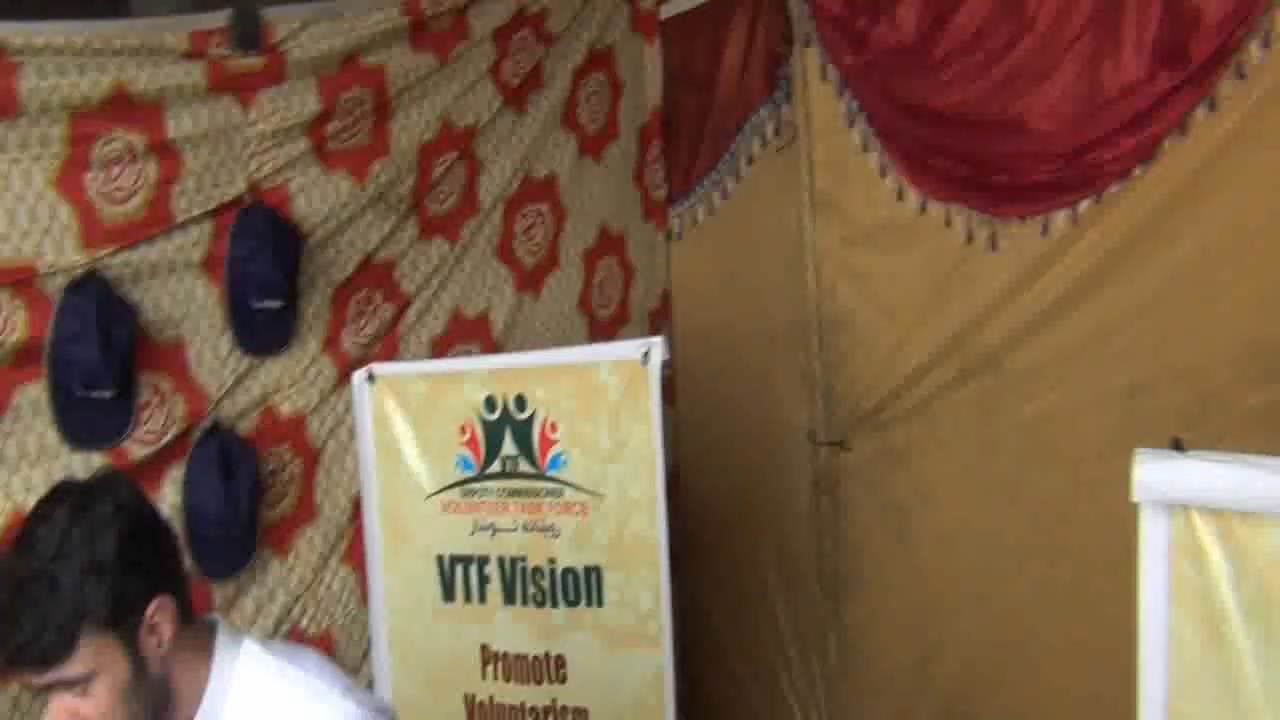 DEPUTY COMMISSIONER
VOLUNTEER TASK FORCE
VTF Vision
Promote
Voluntarism